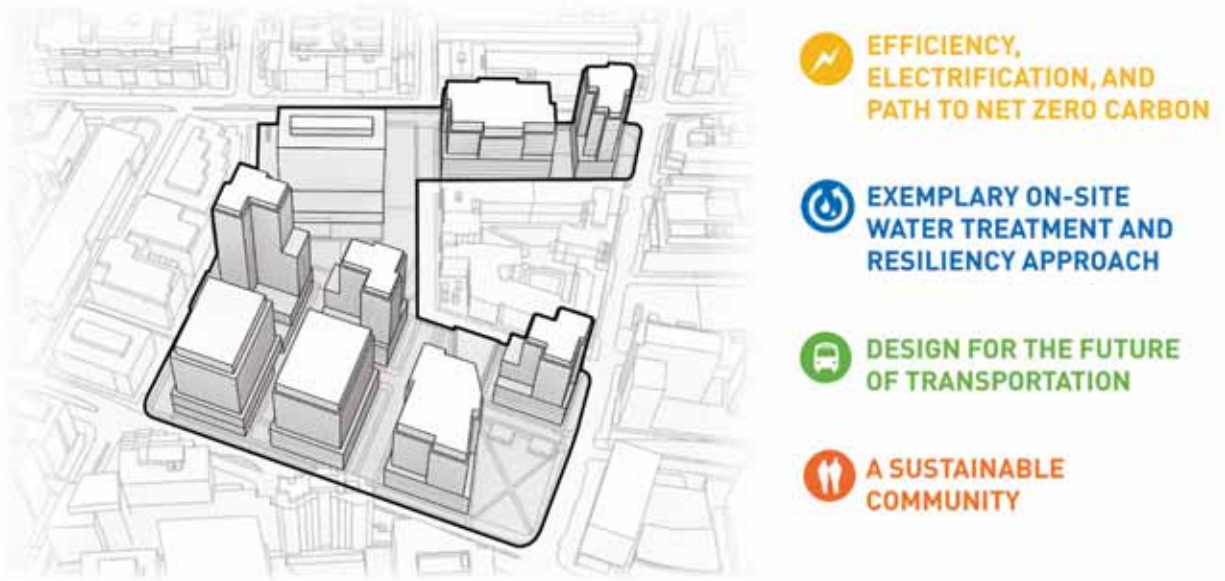 EFFICIENCY,
ELECTRIFICATION, AND
PATH TO NET ZERO CARBON
EXEMPLARY ON-SITE
WATER TREATMENT AND
RESILIENCY APPROACH
DESIGN FOR THE FUTURE
OF TRANSPORTATION
A SUSTAINABLE
COMMUNITY